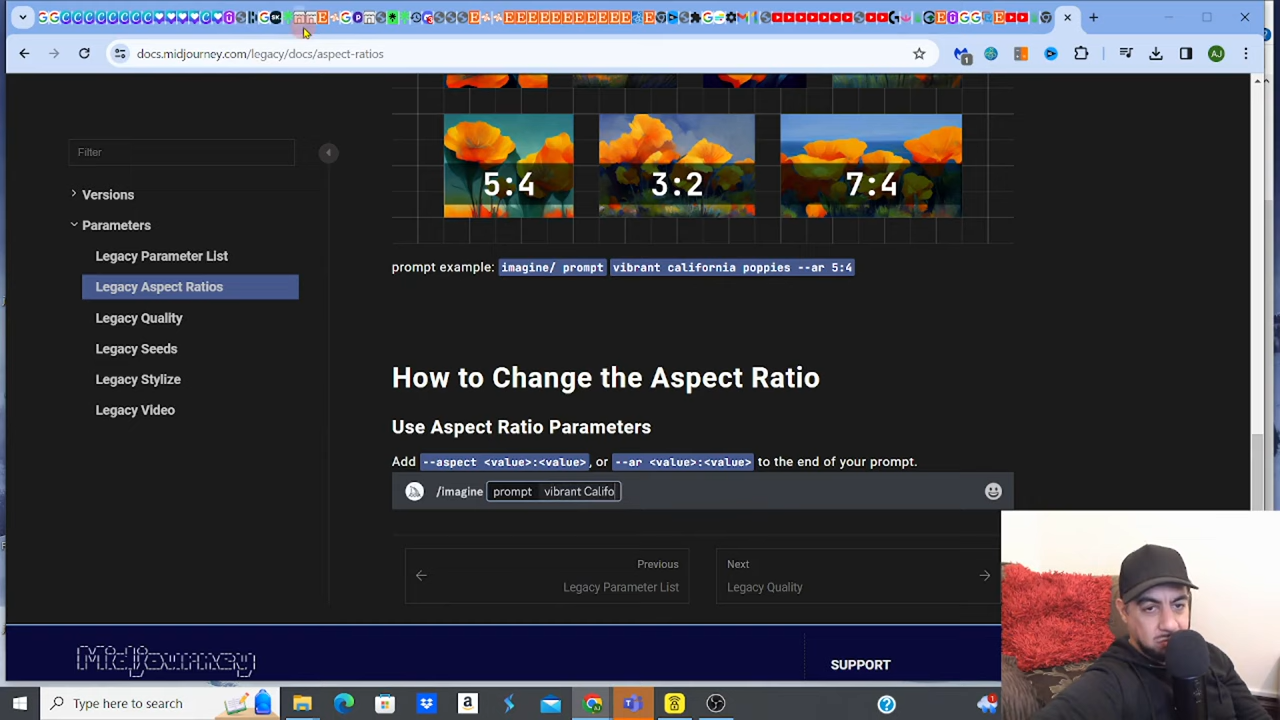 docs.midjourney.com/legacy/docs/aspect-ratios
1
AJ
Filter
Versions
Parameters
Legacy Parameter List
Legacy Aspect Ratios
Legacy Quality
Legacy Seeds
Legacy Stylize
Legacy Video
5:4
3:2
7:4
prompt example: imagine/ prompt vibrant california poppies --ar 5:4
How to Change the Aspect Ratio
Use Aspect Ratio Parameters
Add --aspect <value>:<value>, or --ar <value>:<value> to the end of your prompt.
/imagine prompt vibrant Califo
Previous
Legacy Parameter List
Next
Legacy Quality
Midjourney
SUPPORT
Type here to search
1